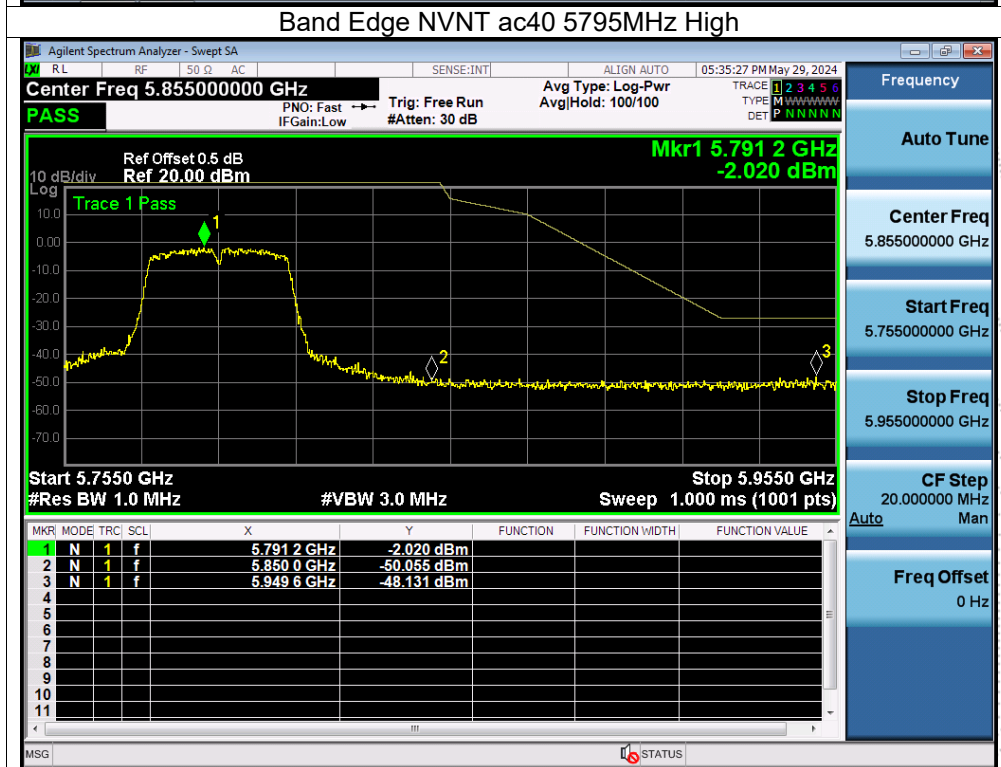 Band Edge NVNT ac40 5795MHz High
Agilent Spectrum Analyzer - Swept SA
LXI RL RF 50 Ω AC SENSE:INT ALIGN AUTO 05:35:27 PM May 29, 2024
Center Freq 5.855000000 GHz
PNO: Fast
IFGain:Low
Trig: Free Run
#Atten: 30 dB
Avg Type: Log-Pwr
Avg|Hold: 100/100
TRACE 1 2 3 4 5 6
TYPE M WWWWW
DET P N N N N N
PASS
Frequency
Auto Tune
Center Freq
5.855000000 GHz
Start Freq
5.755000000 GHz
Stop Freq
5.955000000 GHz
CF Step
20.000000 MHz
Auto Man
Freq Offset
0 Hz
Ref Offset 0.5 dB
10 dB/div Ref 20.00 dBm
Log
Mkr1 5.791 2 GHz
-2.020 dBm
Trace 1 Pass
10.0
0.00
-10.0
-20.0
-30.0
-40.0
-50.0
-60.0
-70.0
1
2
3
Start 5.7550 GHz Stop 5.9550 GHz
#Res BW 1.0 MHz #VBW 3.0 MHz Sweep 1.000 ms (1001 pts)
MKR MODE TRC SCL X Y FUNCTION FUNCTION WIDTH FUNCTION VALUE
1 N 1 f 5.791 2 GHz -2.020 dBm
2 N 1 f 5.850 0 GHz -50.055 dBm
3 N 1 f 5.949 6 GHz -48.131 dBm
4
5
6
7
8
9
10
11
MSG STATUS